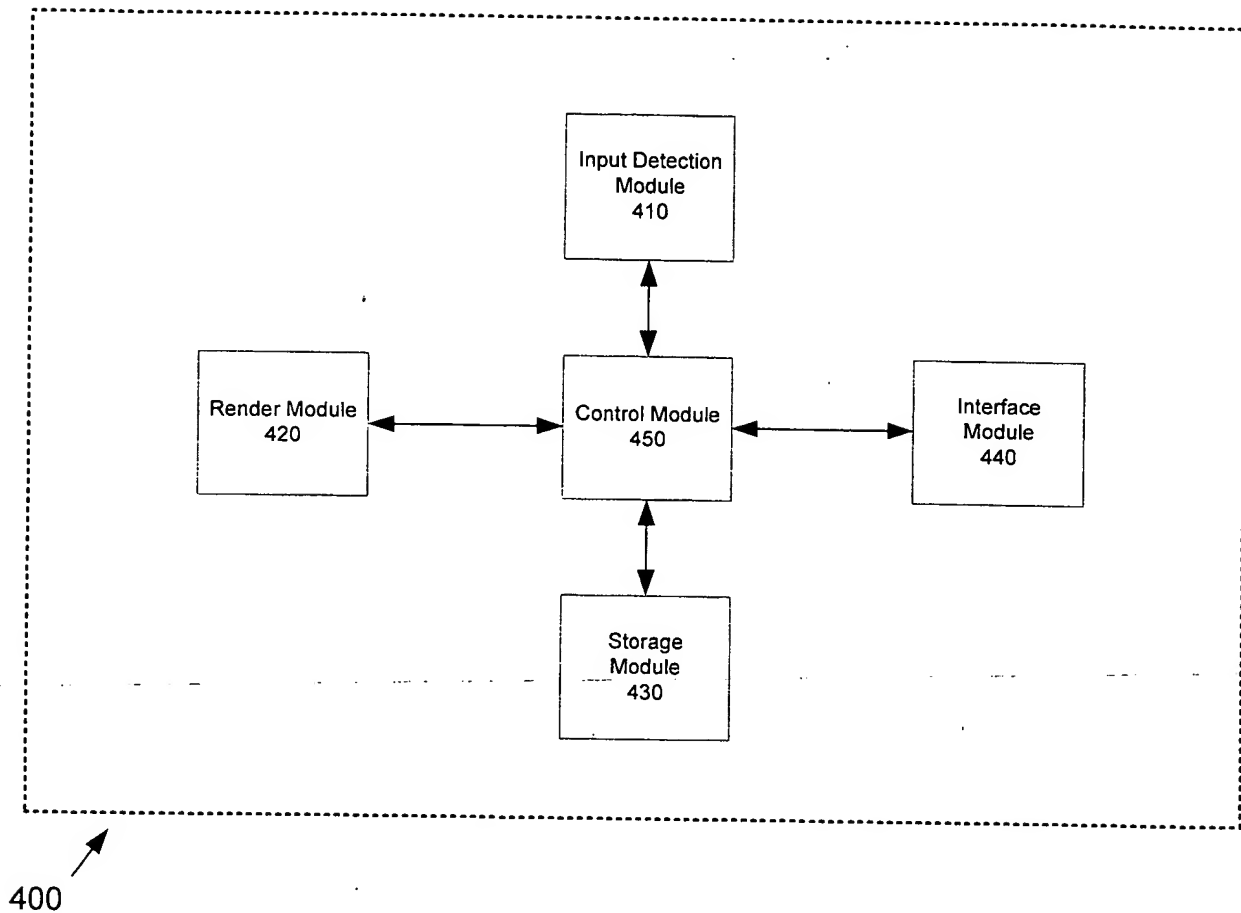 Input Detection
Module
410
Render Module
420
Control Module
450
Interface
Module
440
Storage
Module
430
400